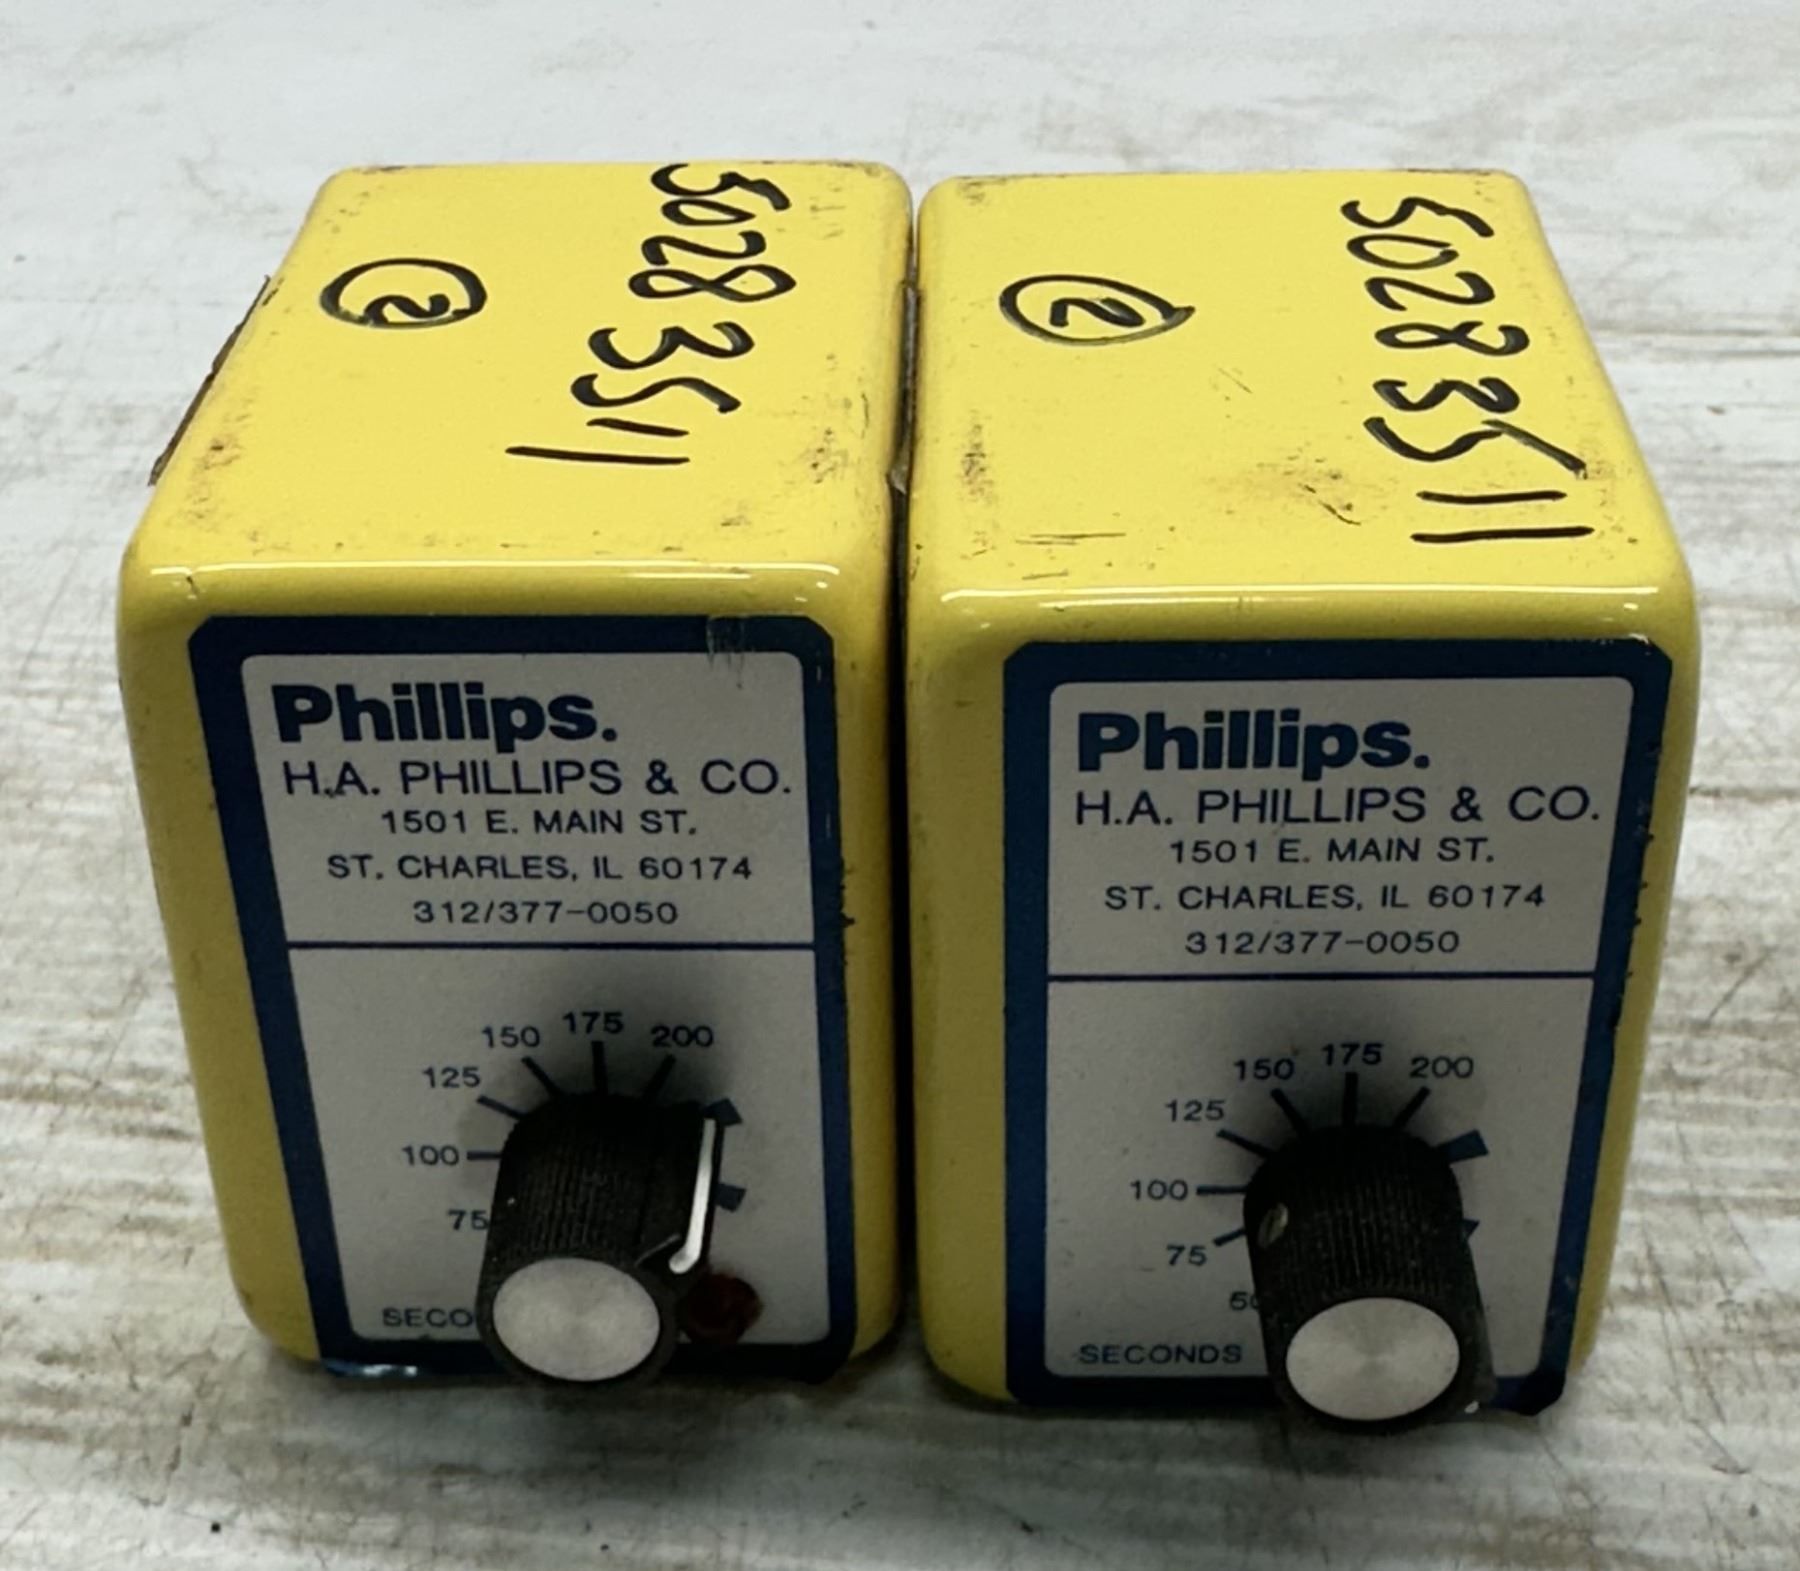 50283511
2
Phillips.
H.A. PHILLIPS & CO.
1501 E. MAIN ST.
ST. CHARLES, IL 60174
312/377-0050
150 175 200
125
100
75
50283511
2
Phillips.
H.A. PHILLIPS & CO.
1501 E. MAIN ST.
ST. CHARLES, IL 60174
312/377-0050
150 175 200
125
100
75
SECONDS